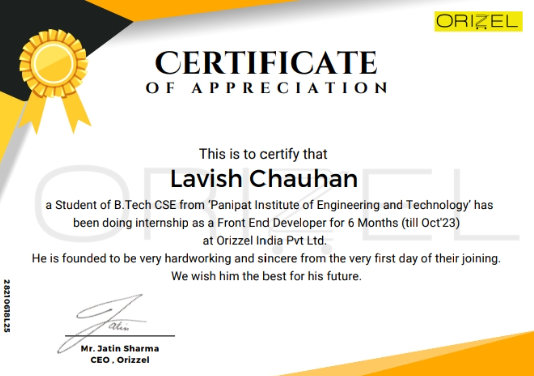 ORIZEL
CERTIFICATE
OF APPRECIATION
This is to certify that
Lavish Chauhan
a Student of B.Tech CSE from ‘Panipat Institute of Engineering and Technology’ has
been doing internship as a Front End Developer for 6 Months (till Oct'23)
at Orizzel India Pvt Ltd.
He is founded to be very hardworking and sincere from the very first day of their joining.
We wish him the best for his future.
ORIZEL
Jatin
Mr. Jatin Sharma
CEO , Orizzel
2821061BL25